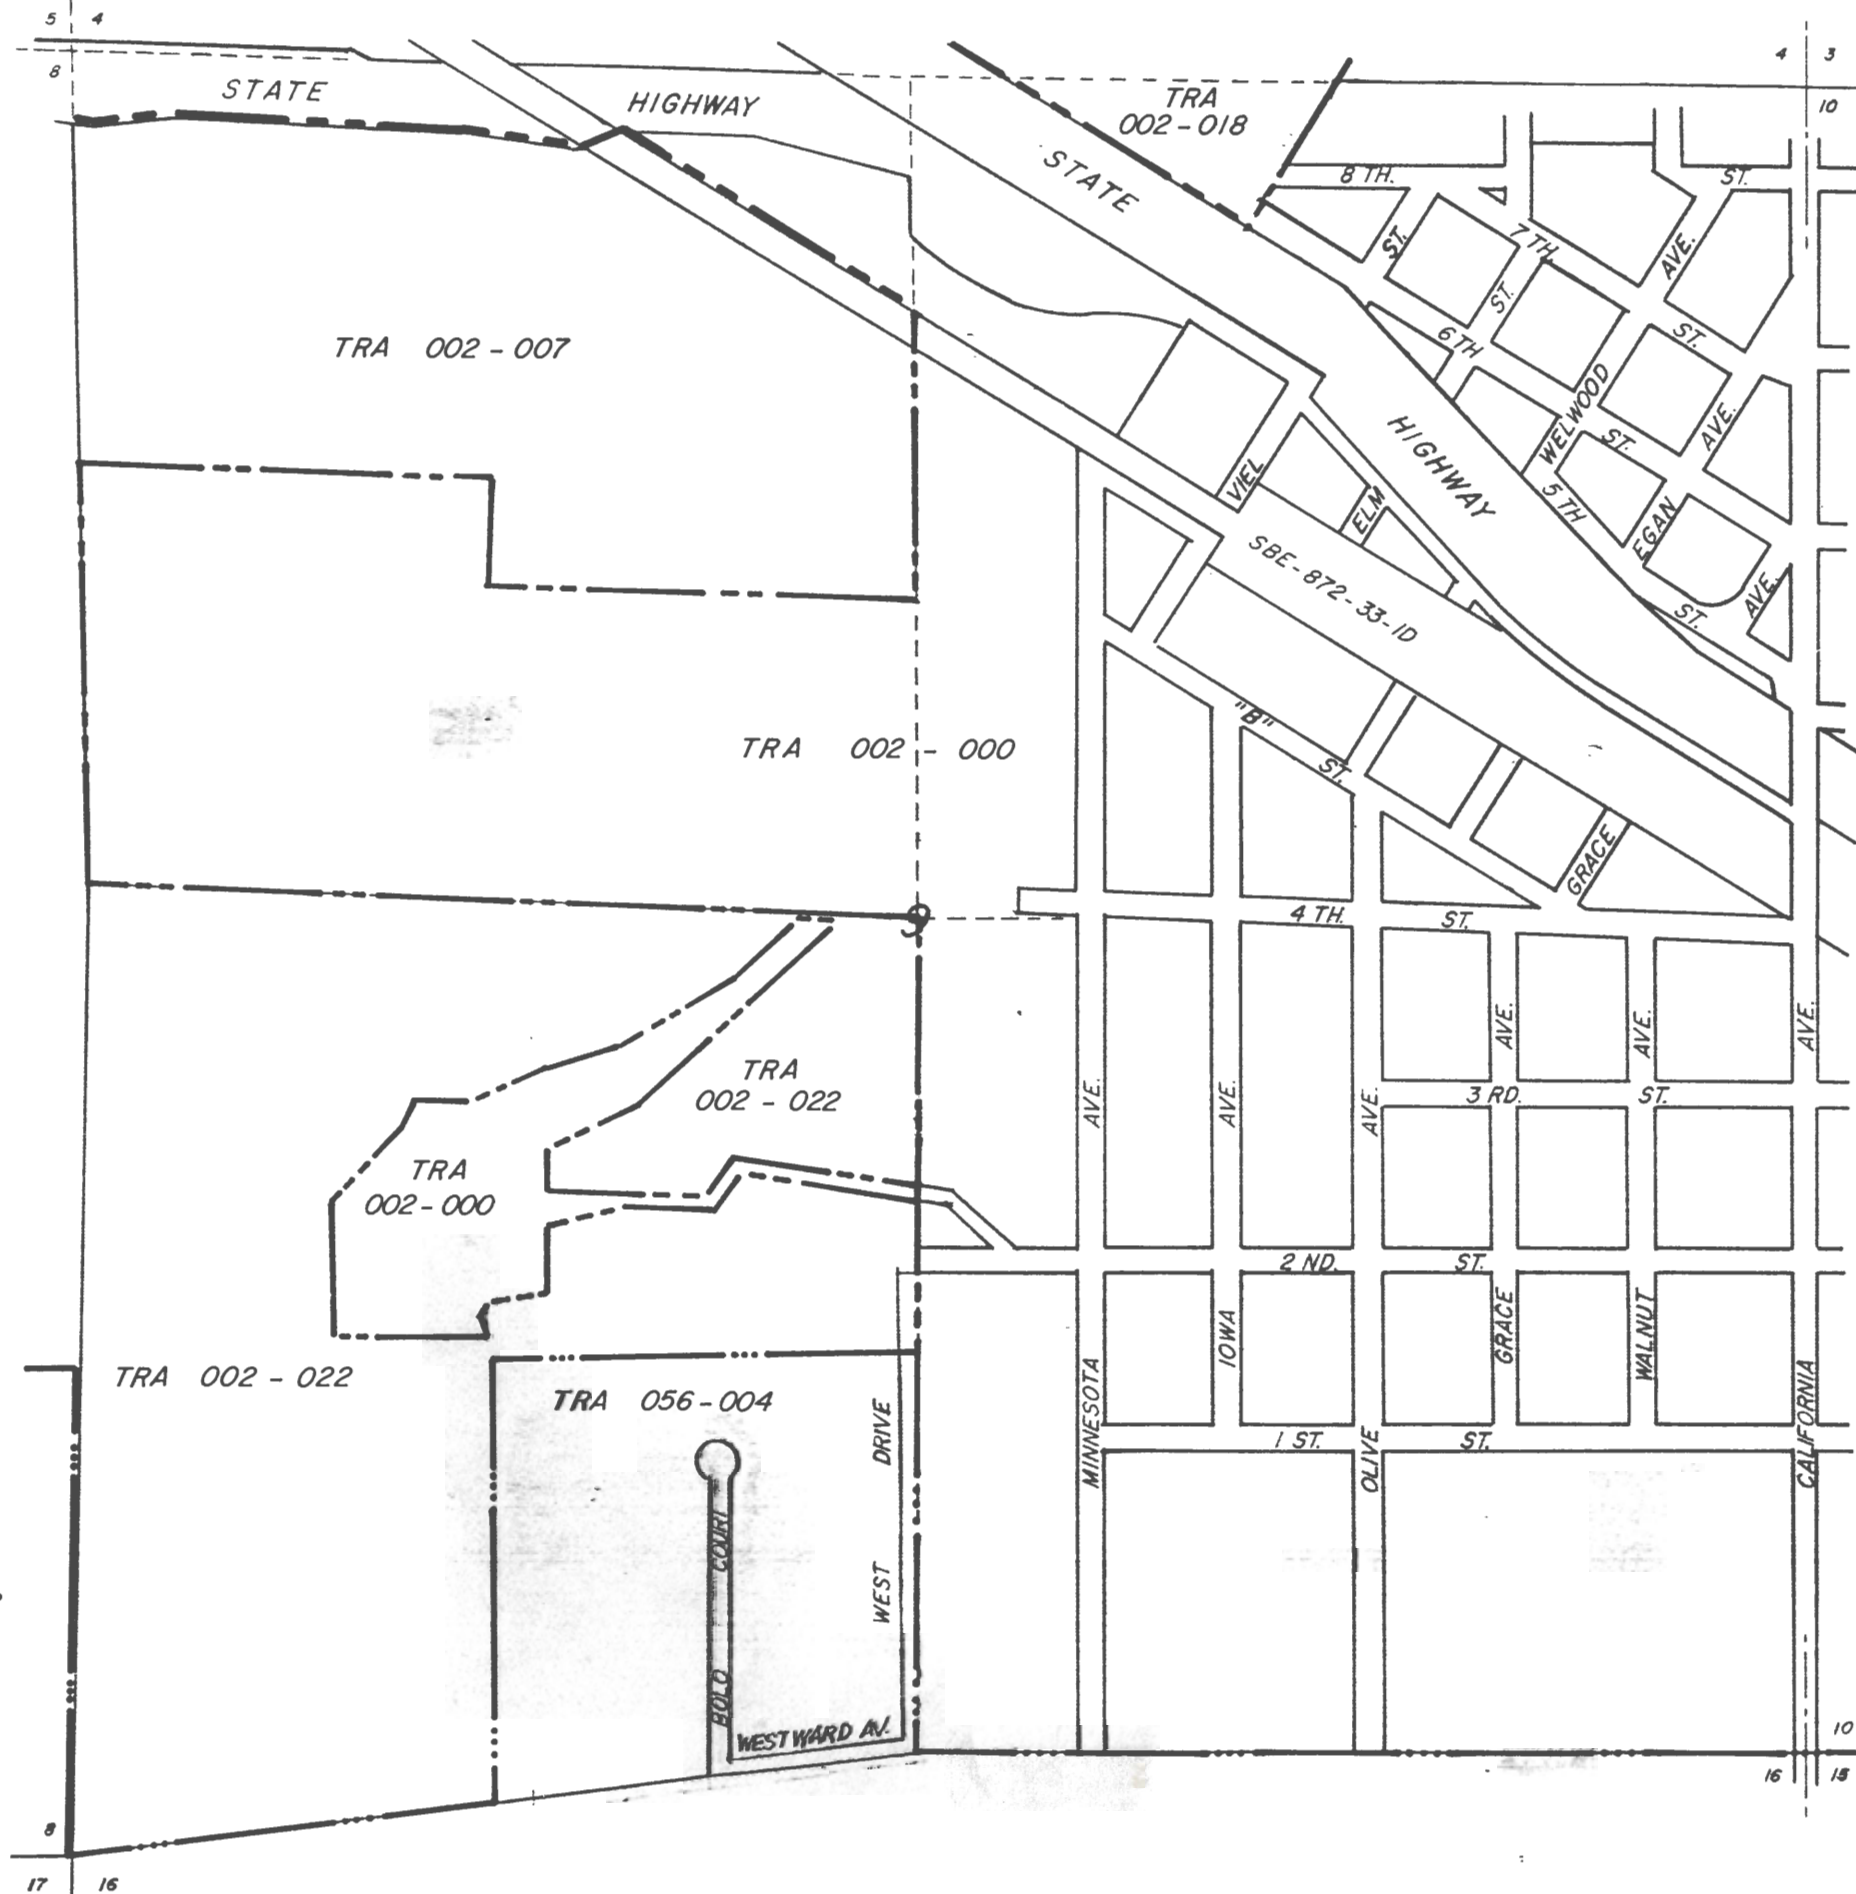 5 4
4 3
8
10
STATE
HIGHWAY
TRA
002-018
STATE
8 TH.
ST.
ST.
7 TH.
AVE.
ST.
TRA 002-007
6 TH
ST.
WELWOOD
AVE.
HIGHWAY
ST.
VIEL
ELM
5 TH
EGAN
SBE-872-33-1D
AVE.
ST.
"B"
TRA 002-000
ST.
GRACE
9
4 TH. ST.
AVE. AVE. AVE.
TRA
002-022
AVE. AVE. AVE.
3 RD. ST.
TRA
002-000
2 ND. ST.
IOWA GRACE WALNUT
TRA 002-022
MINNESOTA
CALIFORNIA
TRA 056-004
DRIVE
1 ST. ST.
OLIVE
COURT
WEST
BOLO
WESTWARD AV.
10
16 15
8
17 16